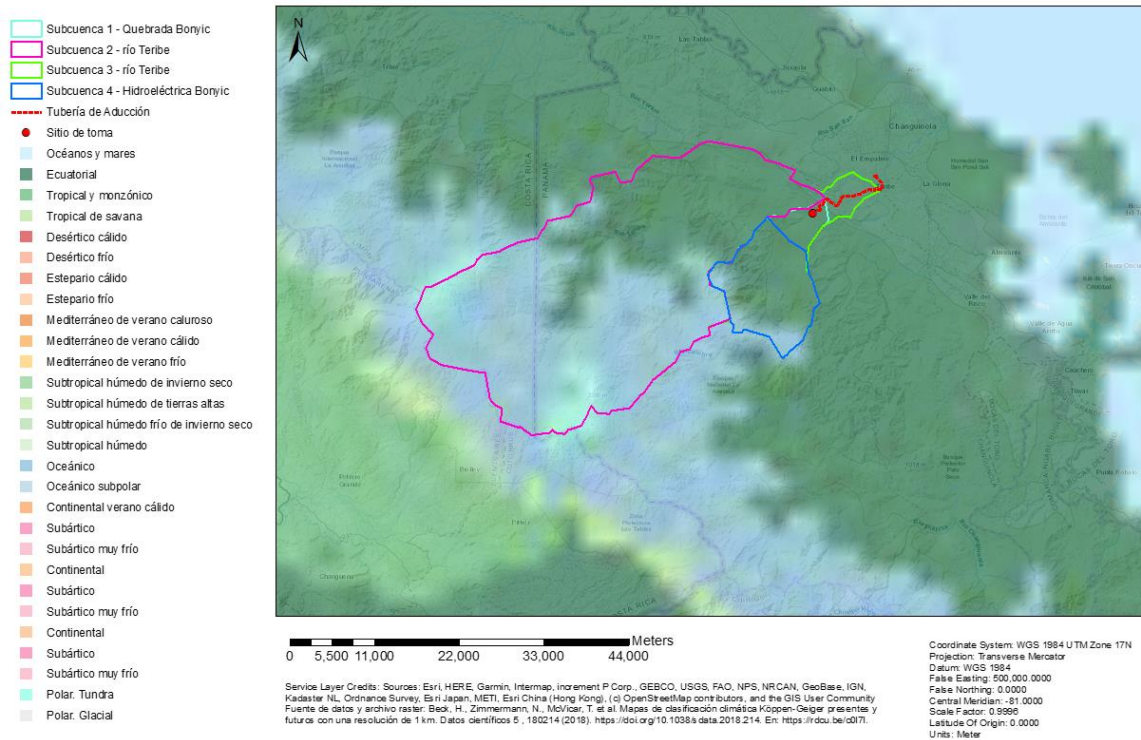 Subcuenca 1 - Quebrada Bonyic
Subcuenca 2 - río Teribe
Subcuenca 3 - río Teribe
Subcuenca 4 - Hidroeléctrica Bonyic
Tubería de Aducción
Sitio de toma
Océanos y mares
Ecuatorial
Tropical y monzónico
Tropical de savana
Desértico cálido
Desértico frío
Estepario cálido
Estepario frío
Mediterráneo de verano caluroso
Mediterráneo de verano cálido
Mediterráneo de verano frío
Subtropical húmedo de invierno seco
Subtropical húmedo de tierras altas
Subtropical húmedo frío de invierno seco
Subtropical húmedo
Oceánico
Oceánico subpolar
Continental verano cálido
Subártico
Subártico muy frío
Continental
Subártico
Subártico muy frío
Continental
Subártico
Subártico muy frío
Polar. Tundra
Polar. Glacial
N
Las Tablas
Guabito
Changuinola
El Empalme
La Gloria
COSTA RICA
PANAMÁ
Almirante
Changuena
COSTA RICA
Meters
0 5,500 11,000 22,000 33,000 44,000
Service Layer Credits: Sources: Esri, HERE, Garmin, Intermap, increment P Corp., GEBCO, USGS, FAO, NPS, NRCAN, GeoBase, IGN,
Kadaster NL, Ordnance Survey, Esri Japan, METI, Esri China (Hong Kong), (c) OpenStreetMap contributors, and the GIS User Community
Fuente de datos y archivo raster: Beck, H., Zimmermann, N., McVicar, T. et al. Mapas de clasificación climática Köppen-Geiger presentes y
futuros con una resolución de 1 km. Datos científicos 5 , 180214 (2018). https://doi.org/10.1038/sdata.2018.214. En: https://rdcu.be/c0I7l.
Coordinate System: WGS 1984 UTM Zone 17N
Projection: Transverse Mercator
Datum: WGS 1984
False Easting: 500,000.0000
False Northing: 0.0000
Central Meridian: -81.0000
Scale Factor: 0.9996
Latitude Of Origin: 0.0000
Units: Meter